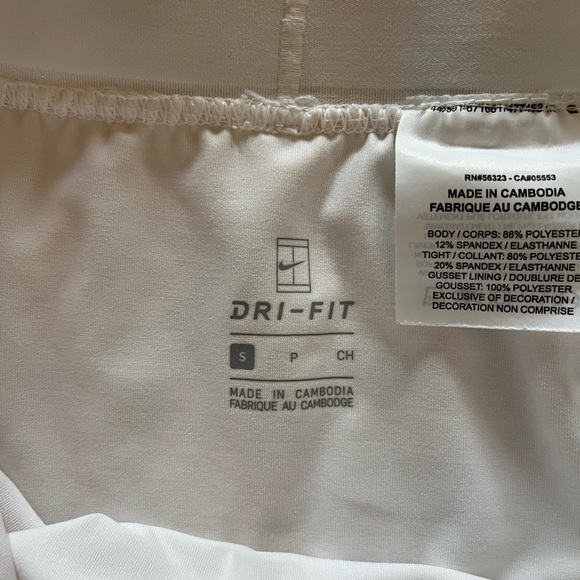 DRI-FIT
S P CH
MADE IN CAMBODIA
FABRIQUE AU CAMBODGE
RN#56323 - CA#05553
MADE IN CAMBODIA
FABRIQUE AU CAMBODGE
BODY / CORPS: 88% POLYESTER
12% SPANDEX / ELASTHANNE
TIGHT / COLLANT: 80% POLYESTER
20% SPANDEX / ELASTHANNE
GUSSET LINING / DOUBLURE DE
GOUSSET: 100% POLYESTER
EXCLUSIVE OF DECORATION /
DECORATION NON COMPRISE